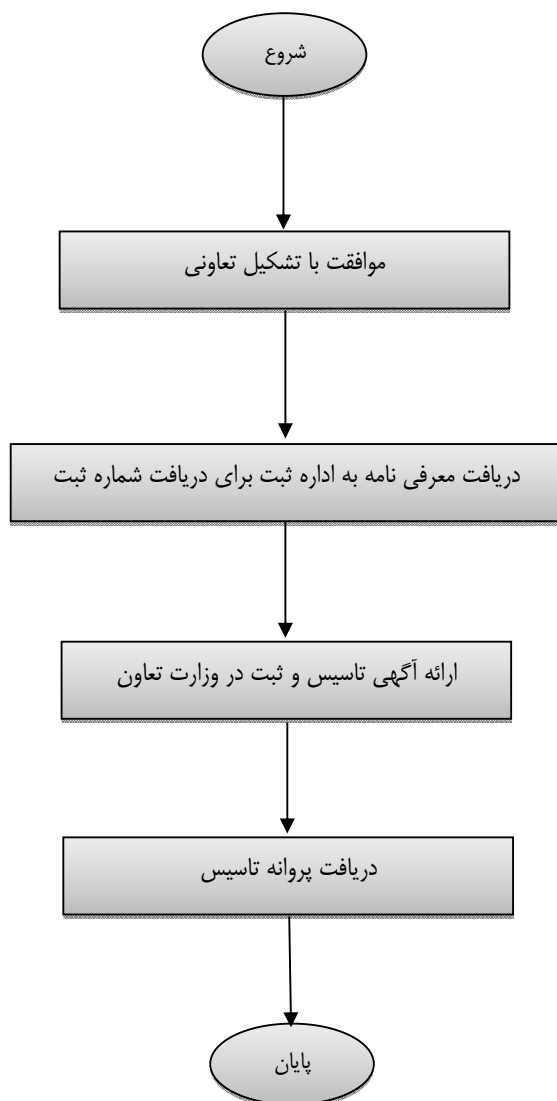 شروع
موافقت با تشکیل تعاونی
دریافت معرفی نامه به اداره ثبت برای دریافت شماره ثبت
ارائه آگهی تاسیس و ثبت در وزارت تعاون
دریافت پروانه تاسیس
پایان